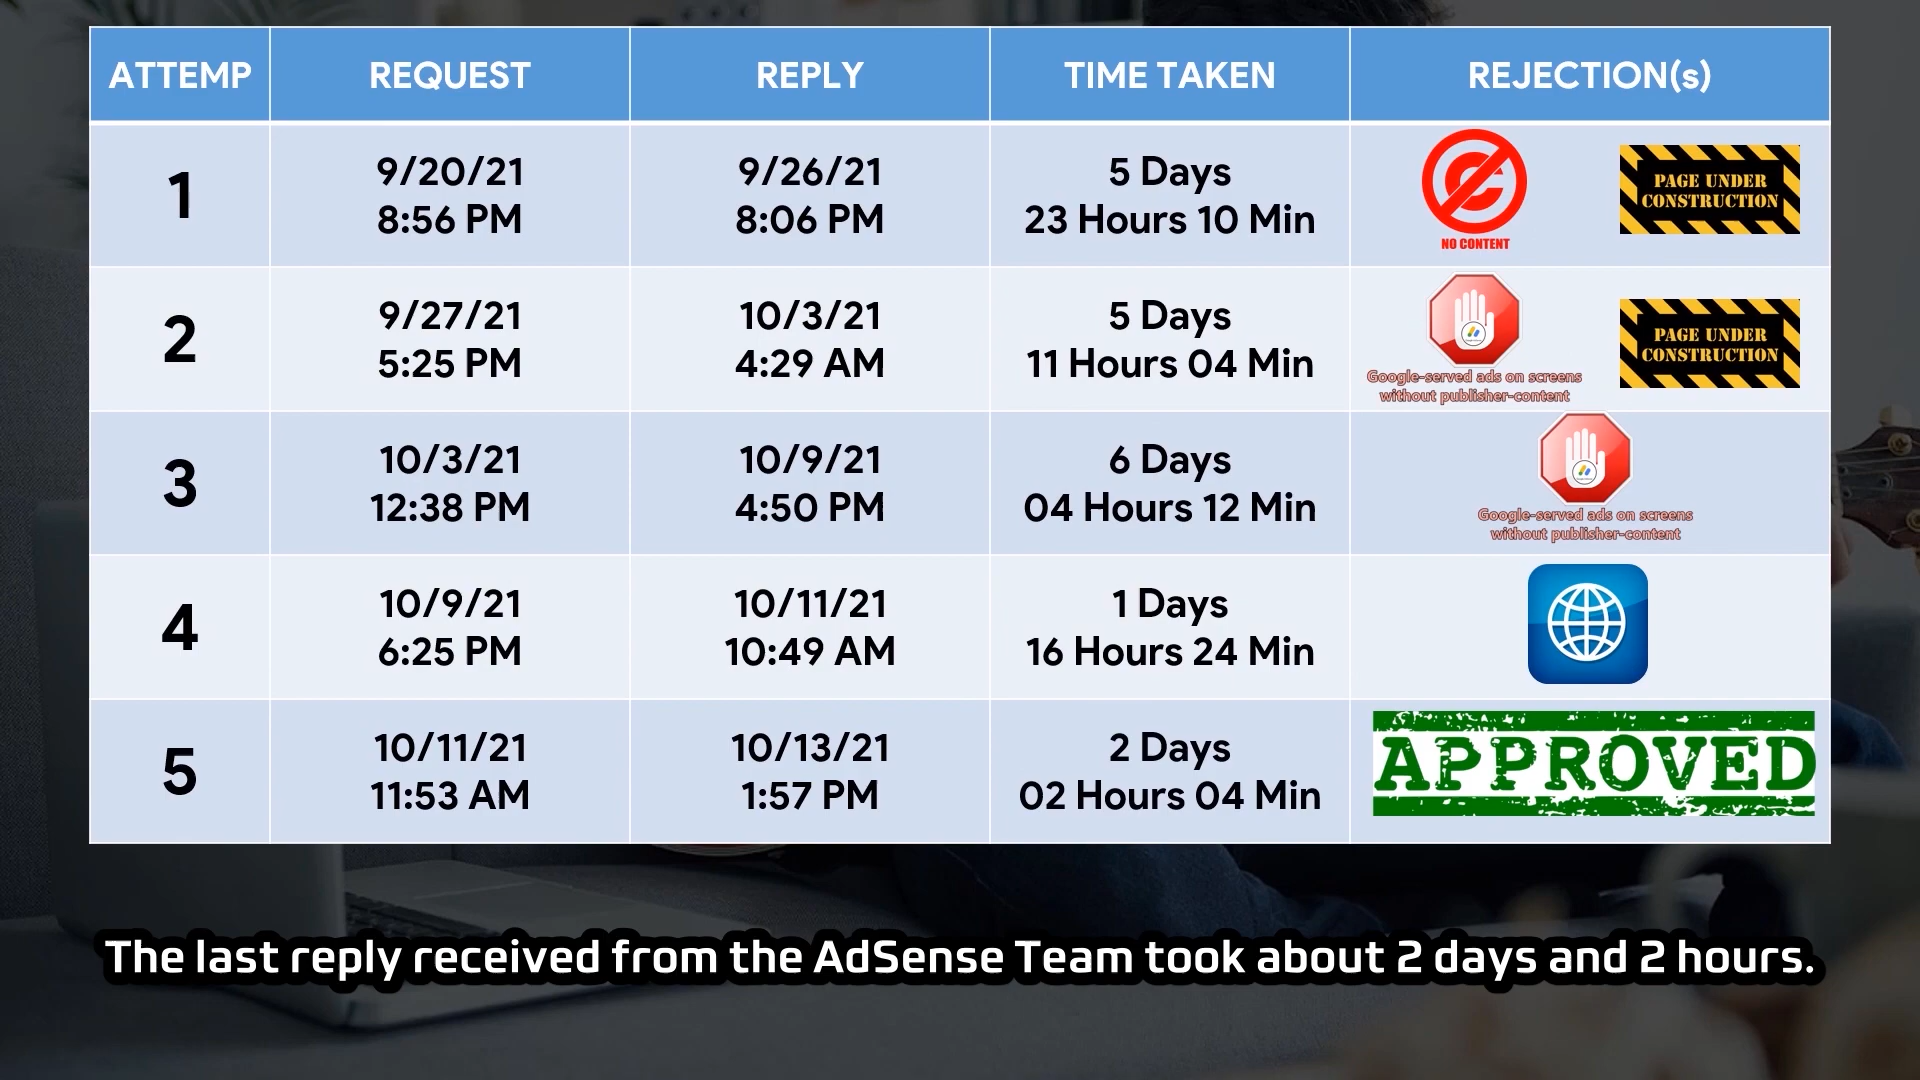 ATTEMP REQUEST REPLY TIME TAKEN REJECTION(s)
1
9/20/21
8:56 PM
9/26/21
8:06 PM
5 Days
23 Hours 10 Min
NO CONTENT
PAGE UNDER
CONSTRUCTION
2
9/27/21
5:25 PM
10/3/21
4:29 AM
5 Days
11 Hours 04 Min
Google-served ads on screens
without publisher-content
PAGE UNDER
CONSTRUCTION
3
10/3/21
12:38 PM
10/9/21
4:50 PM
6 Days
04 Hours 12 Min
Google-served ads on screens
without publisher-content
4
10/9/21
6:25 PM
10/11/21
10:49 AM
1 Days
16 Hours 24 Min
5
10/11/21
11:53 AM
10/13/21
1:57 PM
2 Days
02 Hours 04 Min
APPROVED
The last reply received from the AdSense Team took about 2 days and 2 hours.